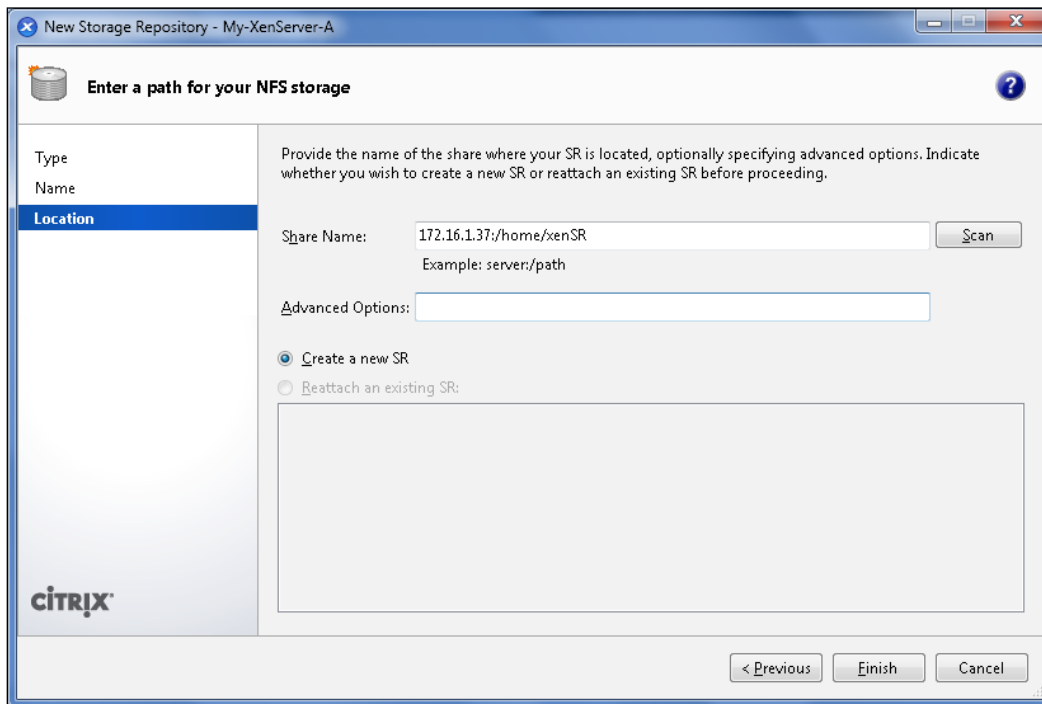 New Storage Repository - My-XenServer-A
Enter a path for your NFS storage
?
Type
Name
Location
Provide the name of the share where your SR is located, optionally specifying advanced options. Indicate
whether you wish to create a new SR or reattach an existing SR before proceeding.
Share Name: 172.16.1.37:/home/xenSR Scan
Example: server:/path
Advanced Options:
Create a new SR
Reattach an existing SR:
CİTRIX
< Previous Finish Cancel